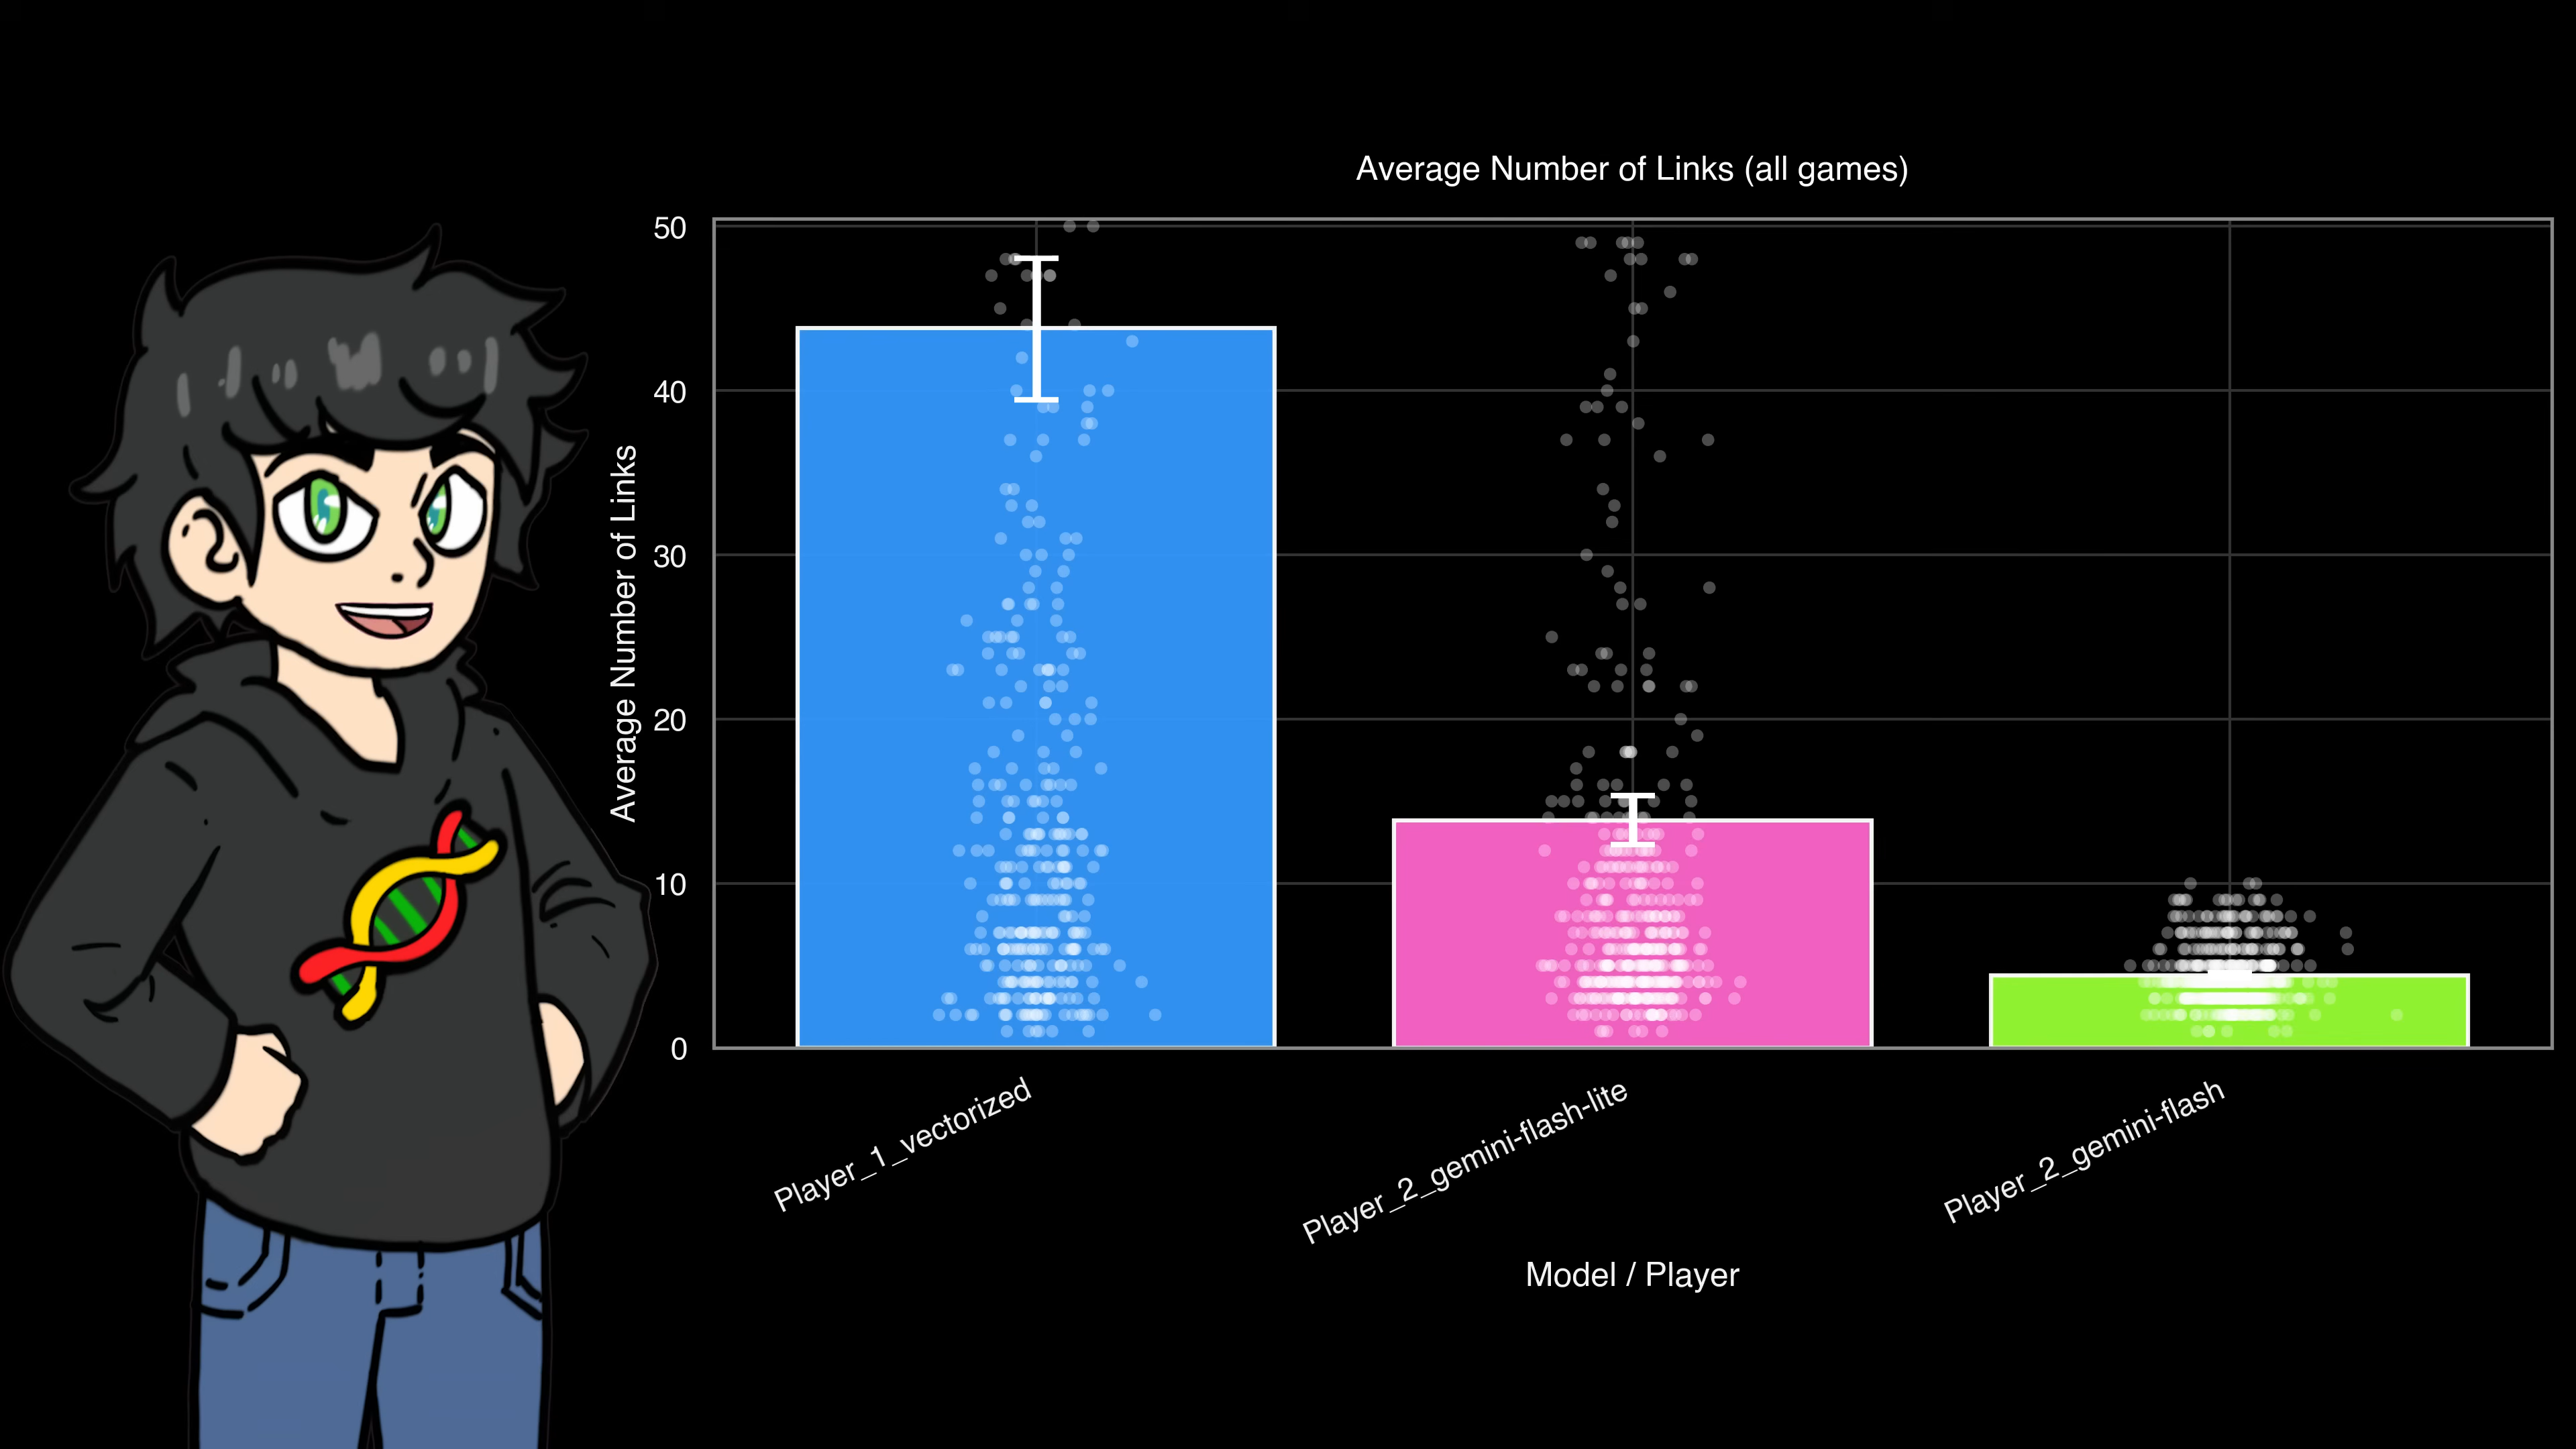 Average Number of Links (all games)
Average Number of Links
50
40
30
20
10
0
Player_1_vectorized
Player_2_gemini-flash-lite
Player_2_gemini-flash
Model / Player